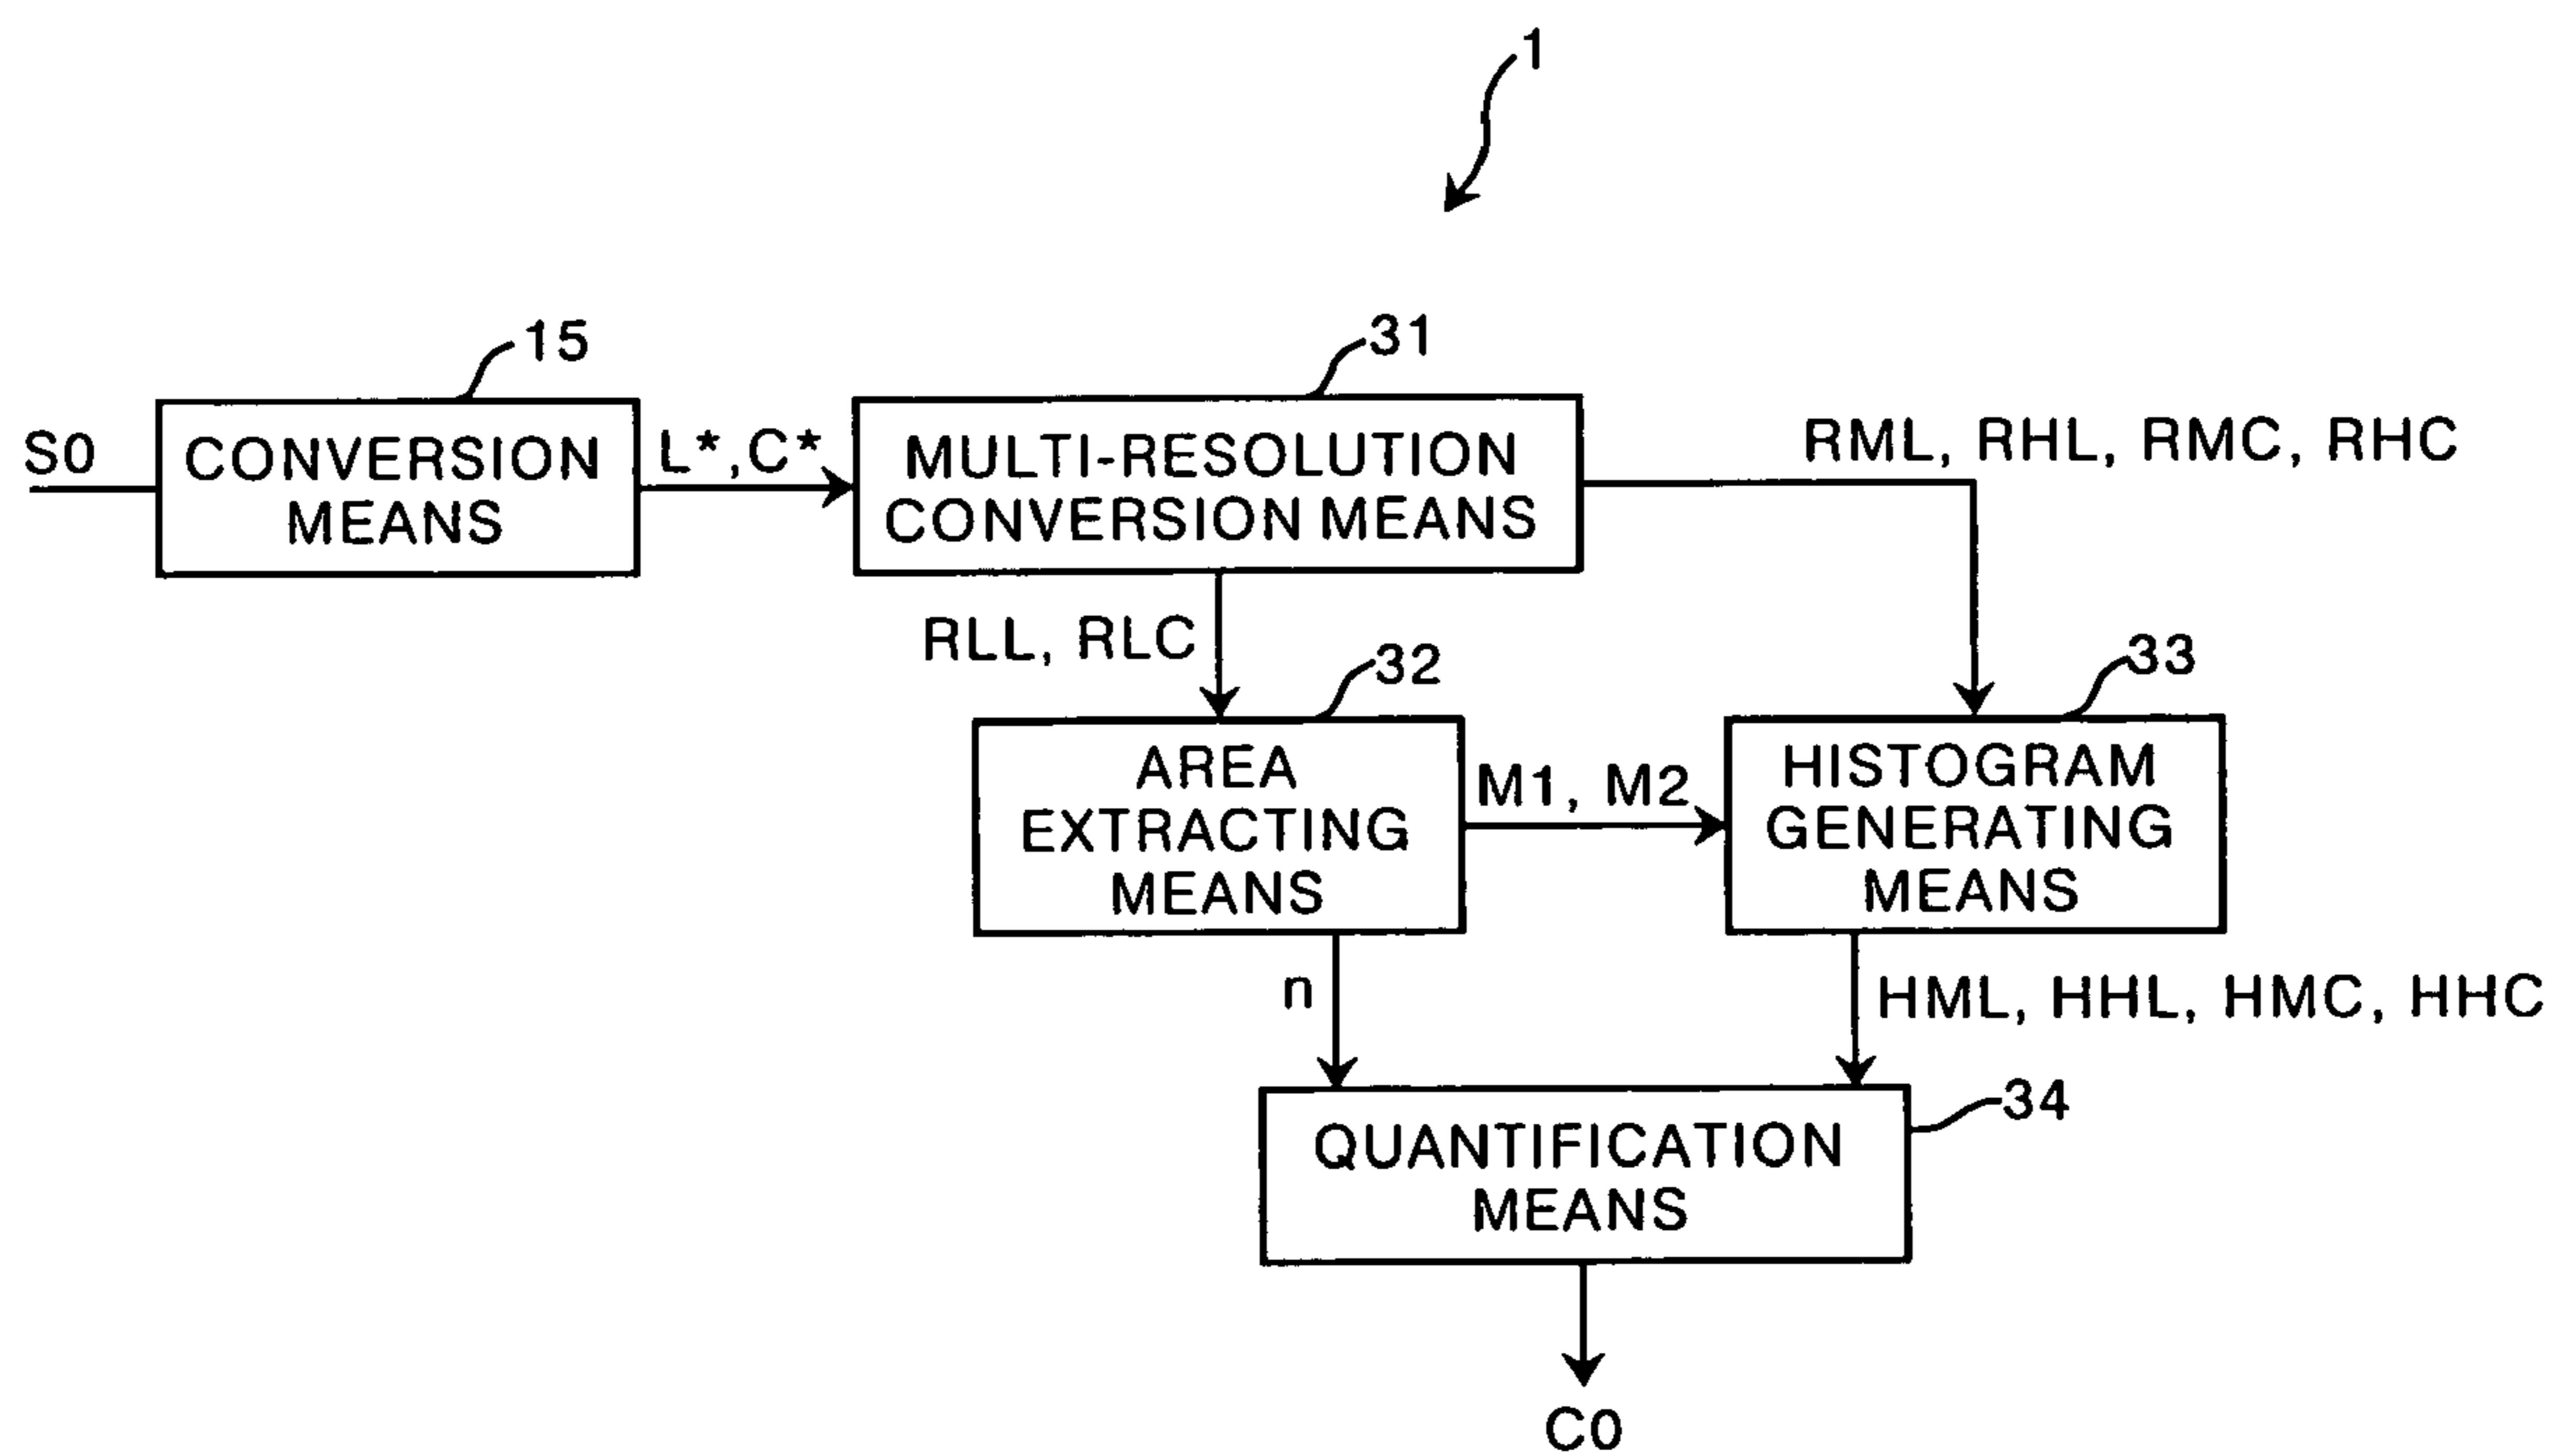 1
15
31
S0
CONVERSION
MEANS
L*,C*
MULTI-RESOLUTION
CONVERSION MEANS
RML, RHL, RMC, RHC
RLL, RLC
32
33
AREA
EXTRACTING
MEANS
M1, M2
HISTOGRAM
GENERATING
MEANS
n
HML, HHL, HMC, HHC
34
QUANTIFICATION
MEANS
C0